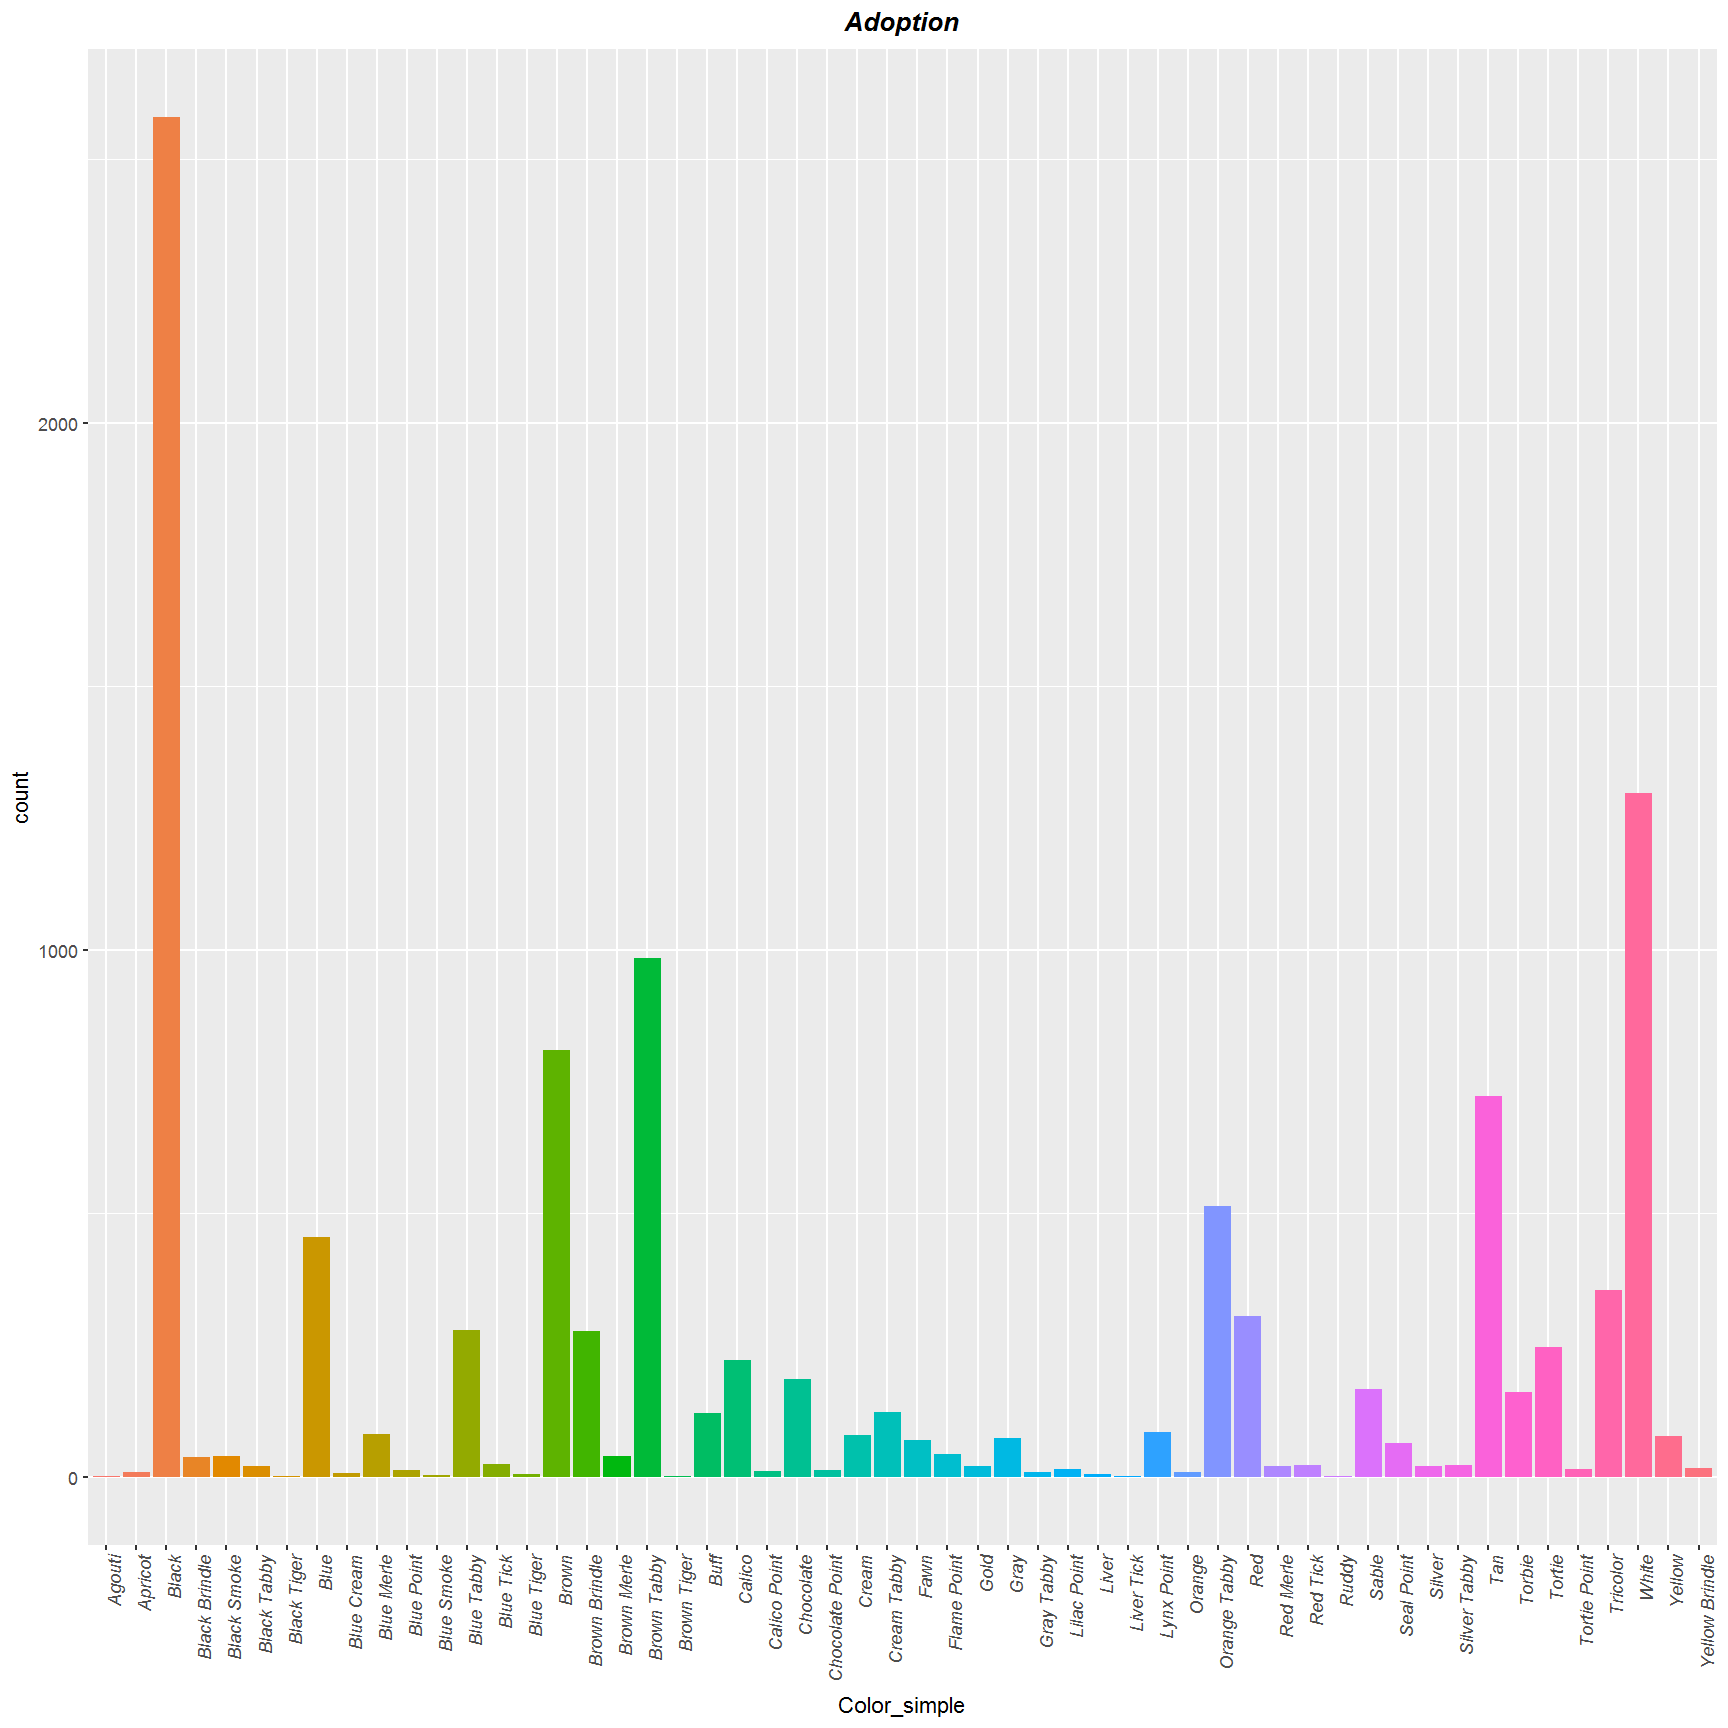 Adoption
count
2000
1000
0
Agouti
Apricot
Black
Black Brindle
Black Smoke
Black Tabby
Black Tiger
Blue
Blue Cream
Blue Merle
Blue Point
Blue Smoke
Blue Tabby
Blue Tick
Blue Tiger
Brown
Brown Brindle
Brown Merle
Brown Tabby
Brown Tiger
Buff
Calico
Calico Point
Chocolate
Chocolate Point
Cream
Cream Tabby
Fawn
Flame Point
Gold
Gray
Gray Tabby
Lilac Point
Liver
Liver Tick
Lynx Point
Orange
Orange Tabby
Red
Red Merle
Red Tick
Ruddy
Sable
Seal Point
Silver
Silver Tabby
Tan
Torbie
Tortie
Tortie Point
Tricolor
White
Yellow
Yellow Brindle
Color_simple